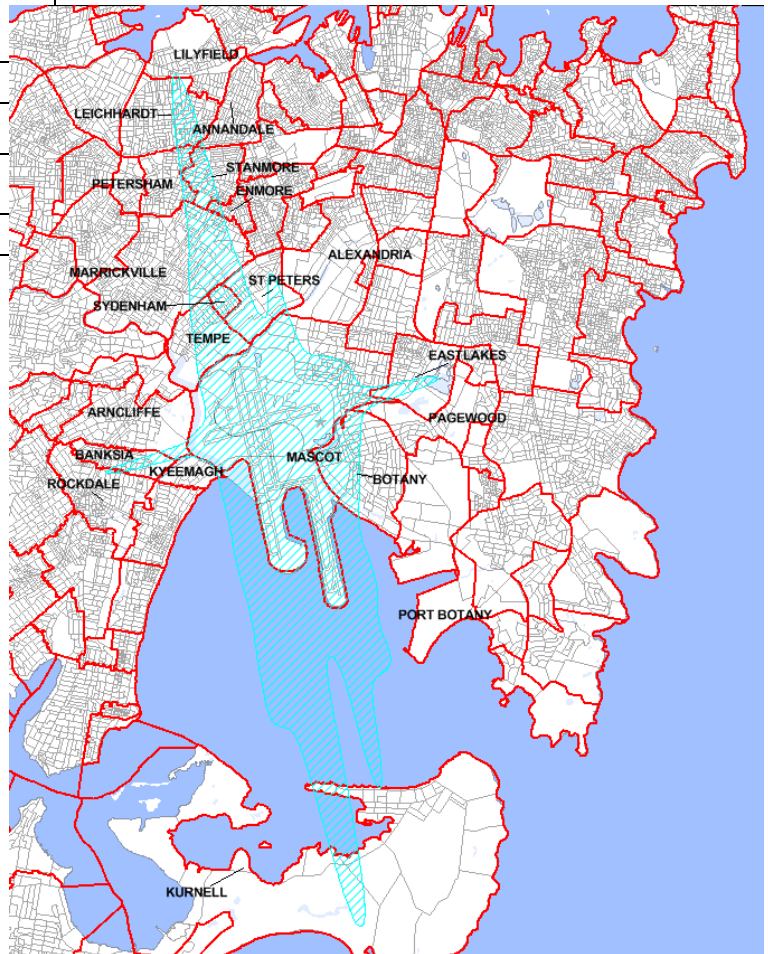 LILYFIELD
LEICHHARDT
ANNANDALE
STANMORE
PETERSHAM
ENMORE
ALEXANDRIA
MARRICKVILLE
ST PETERS
SYDENHAM
TEMPE
EASTLAKES
ARNCLIFFE
PAGEWOOD
BANKSIA
MASCOT
KYEEMAGH
BOTANY
ROCKDALE
PORT BOTANY
KURNELL